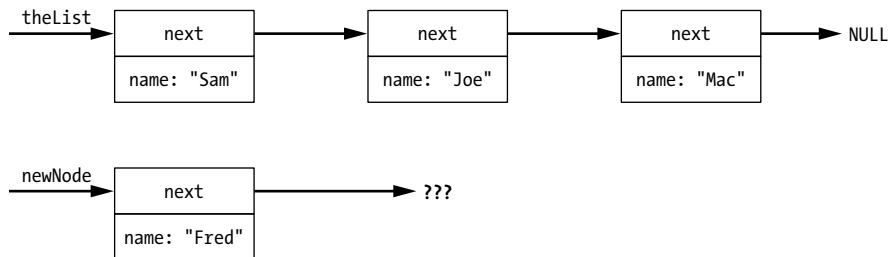 theList
next
next
next
NULL
name: "Sam"
name: "Joe"
name: "Mac"
newNode
next
???
name: "Fred"